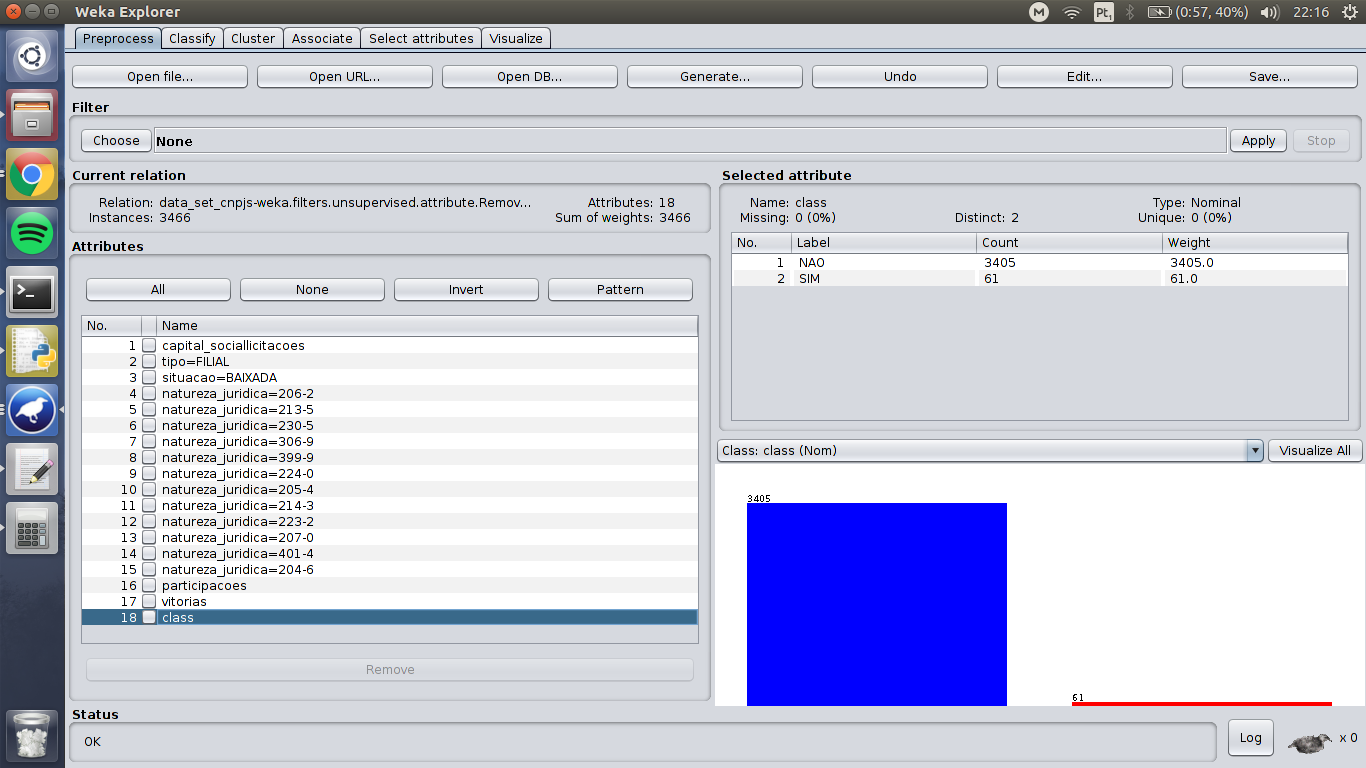 Weka Explorer
M Pt1 (0:57, 40%) 22:16
Preprocess Classify Cluster Associate Select attributes Visualize
Open file... Open URL... Open DB... Generate... Undo Edit... Save...
Filter
Choose None Apply Stop
Current relation
Relation: data_set_cnpjs-weka.filters.unsupervised.attribute.Remov... Attributes: 18
Instances: 3466 Sum of weights: 3466
Attributes
All None Invert Pattern
No. Name
1 capital_sociallicitacoes
2 tipo=FILIAL
3 situacao=BAIXADA
4 natureza_juridica=206-2
5 natureza_juridica=213-5
6 natureza_juridica=230-5
7 natureza_juridica=306-9
8 natureza_juridica=399-9
9 natureza_juridica=224-0
10 natureza_juridica=205-4
11 natureza_juridica=214-3
12 natureza_juridica=223-2
13 natureza_juridica=207-0
14 natureza_juridica=401-4
15 natureza_juridica=204-6
16 participacoes
17 vitorias
18 class
Remove
Selected attribute
Name: class Type: Nominal
Missing: 0 (0%) Distinct: 2 Unique: 0 (0%)
No. Label Count Weight
1 NAO 3405 3405.0
2 SIM 61 61.0
Class: class (Nom) Visualize All
3405
61
Status
OK Log x 0